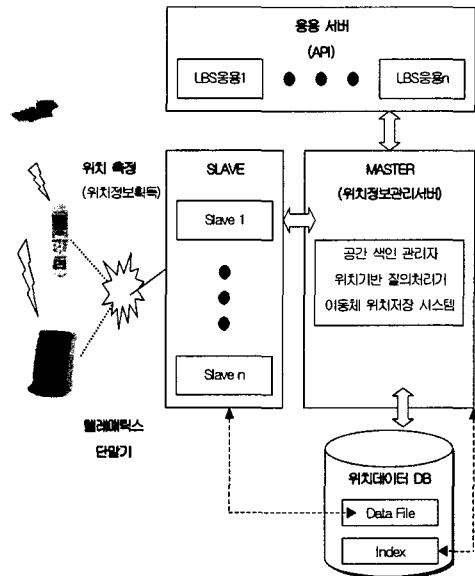 응용 서버
(API)
LBS응용1
LBS응용n
위치 측정
(위치정보획득)
SLAVE
Slave 1
Slave n
MASTER
(위치정보관리서버)
공간 색인 관리자
위치기반 질의처리기
이동체 위치저장 시스템
텔레매틱스
단말기
위치데이터 DB
Data File
Index